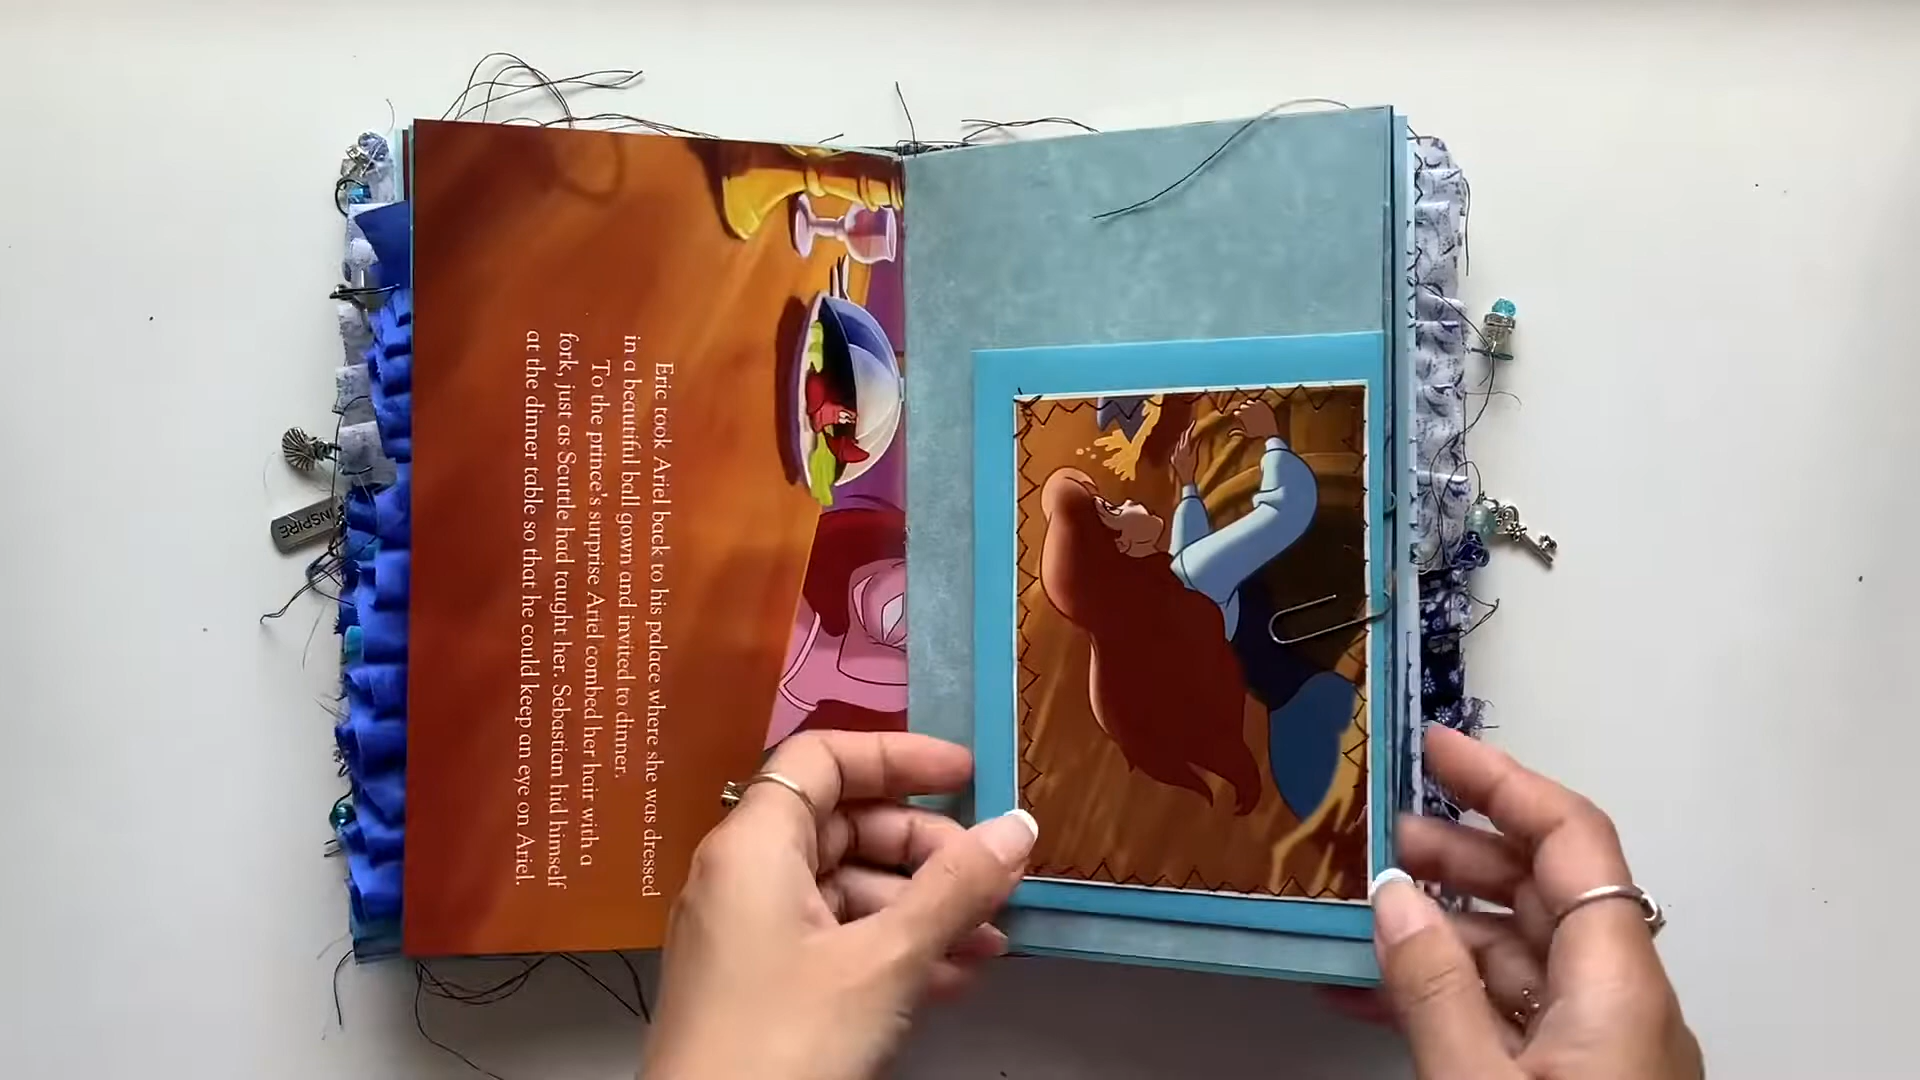 Eric took Ariel back to his palace where she was dressed
in a beautiful ball gown and invited to dinner.
To the prince's surprise Ariel combed her hair with a
fork, just as Scuttle had taught her. Sebastian hid himself
at the dinner table so that he could keep an eye on Ariel.
INSPIRE